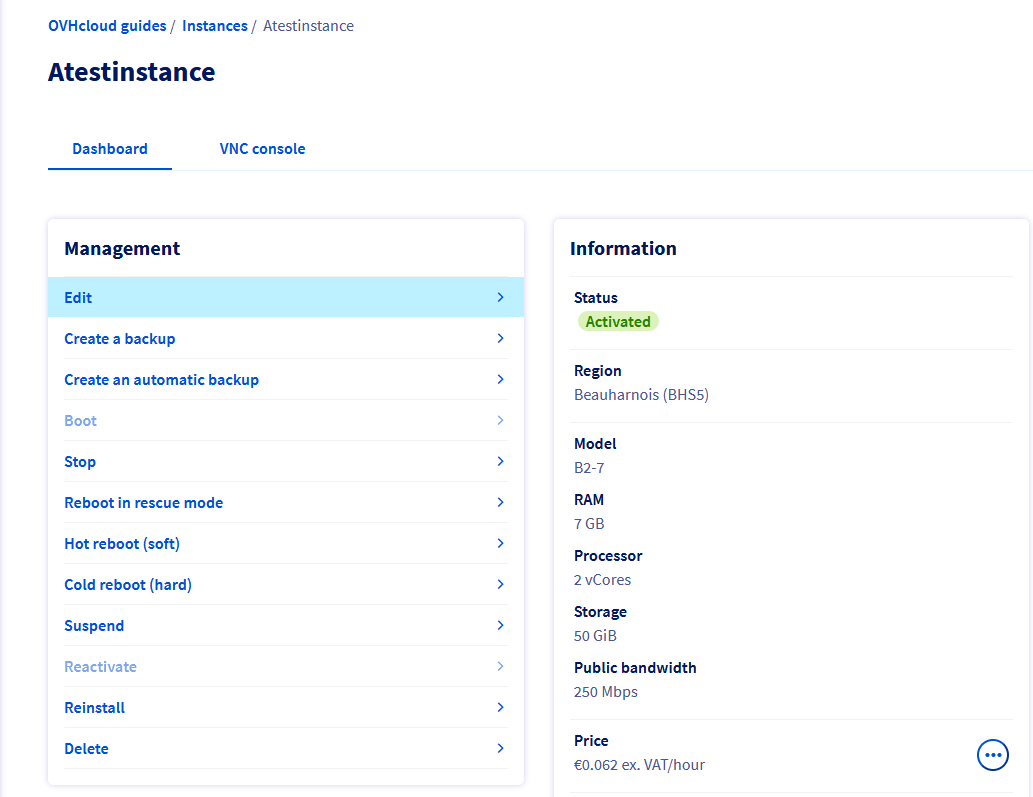 OVHcloud guides / Instances / Atestinstance
Atestinstance
Dashboard
VNC console
Management
Edit
Create a backup
Create an automatic backup
Boot
Stop
Reboot in rescue mode
Hot reboot (soft)
Cold reboot (hard)
Suspend
Reactivate
Reinstall
Delete
Information
Status
Activated
Region
Beauharnois (BHS5)
Model
B2-7
RAM
7 GB
Processor
2 vCores
Storage
50 GiB
Public bandwidth
250 Mbps
Price
€0.062 ex. VAT/hour